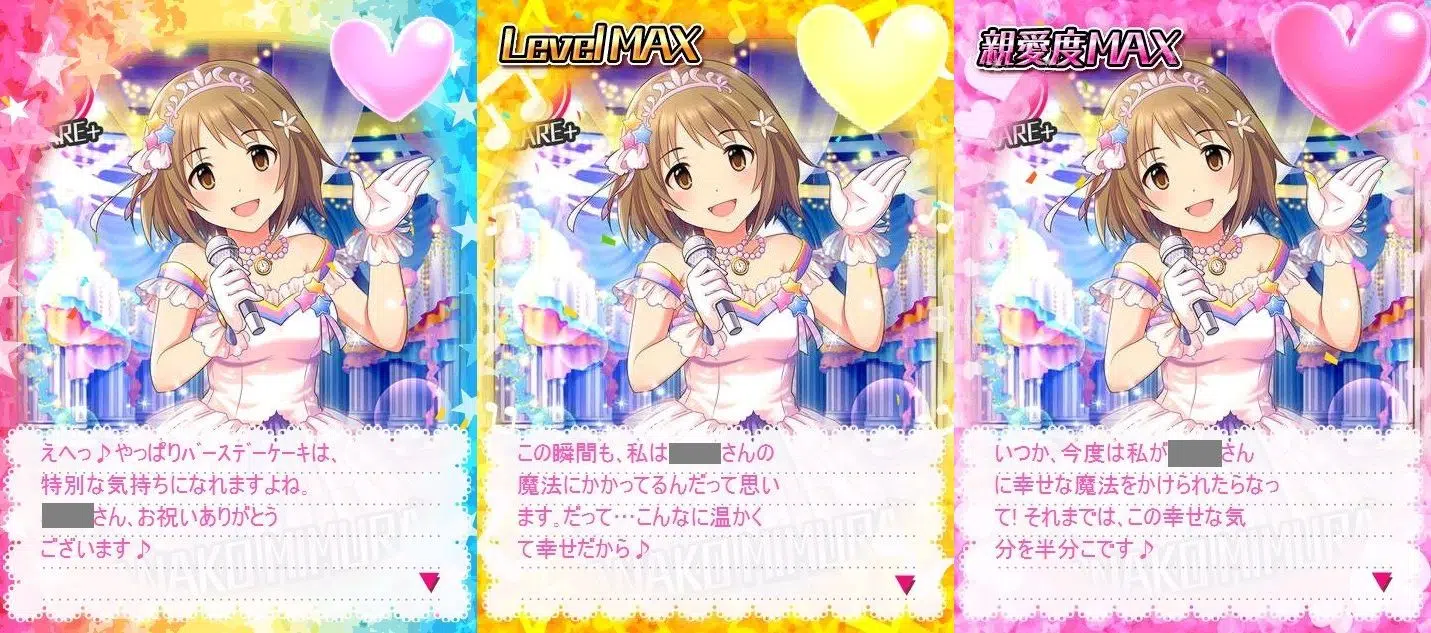 ARE+
えへっ♪やっぱりﾊﾞｰｽﾃﾞｰケーキは、
特別な気持ちになれますよね。
さん、お祝いありがとう
ございます♪
Level MAX
ARE+
この瞬間も、私は さんの
魔法にかかってるんだって思い
ます。だって…こんなに温かく
て幸せだから♪
親愛度MAX
ARE+
いつか、今度は私が さん
に幸せな魔法をかけられたらなっ
て! それまでは、この幸せな気
分を半分こです♪